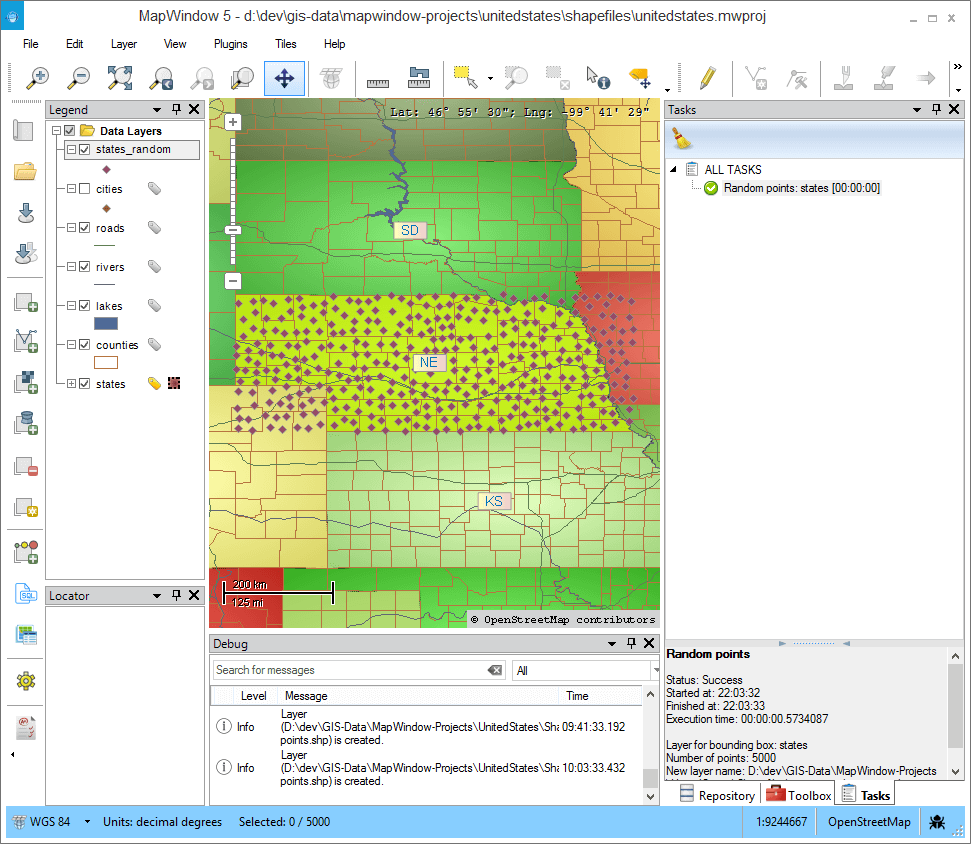 MapWindow 5 - d:\dev\gis-data\mapwindow-projects\unitedstates\shapefiles\unitedstates.mwproj
File Edit Layer View Plugins Tiles Help
Legend
Data Layers
states_random
cities
roads
rivers
lakes
counties
states
Locator
Lat: 46° 55' 30"; Lng: -99° 41' 29"
SD
NE
KS
200 km
125 mi
© OpenStreetMap contributors
Debug
Search for messages
All
Level Message Time
Info Layer (D:\dev\GIS-Data\MapWindow-Projects\UnitedStates\Sha 09:41:33.192
points.shp) is created.
Info Layer (D:\dev\GIS-Data\MapWindow-Projects\UnitedStates\Sha 10:03:33.432
points.shp) is created.
Tasks
ALL TASKS
Random points: states [00:00:00]
Random points
Status: Success
Started at: 22:03:32
Finished at: 22:03:33
Execution time: 00:00:00.5734087
Layer for bounding box: states
Number of points: 5000
New layer name: D:\dev\GIS-Data\MapWindow-Projects
Repository Toolbox Tasks
WGS 84 Units: decimal degrees Selected: 0 / 5000 1:9244667 OpenStreetMap
SQL